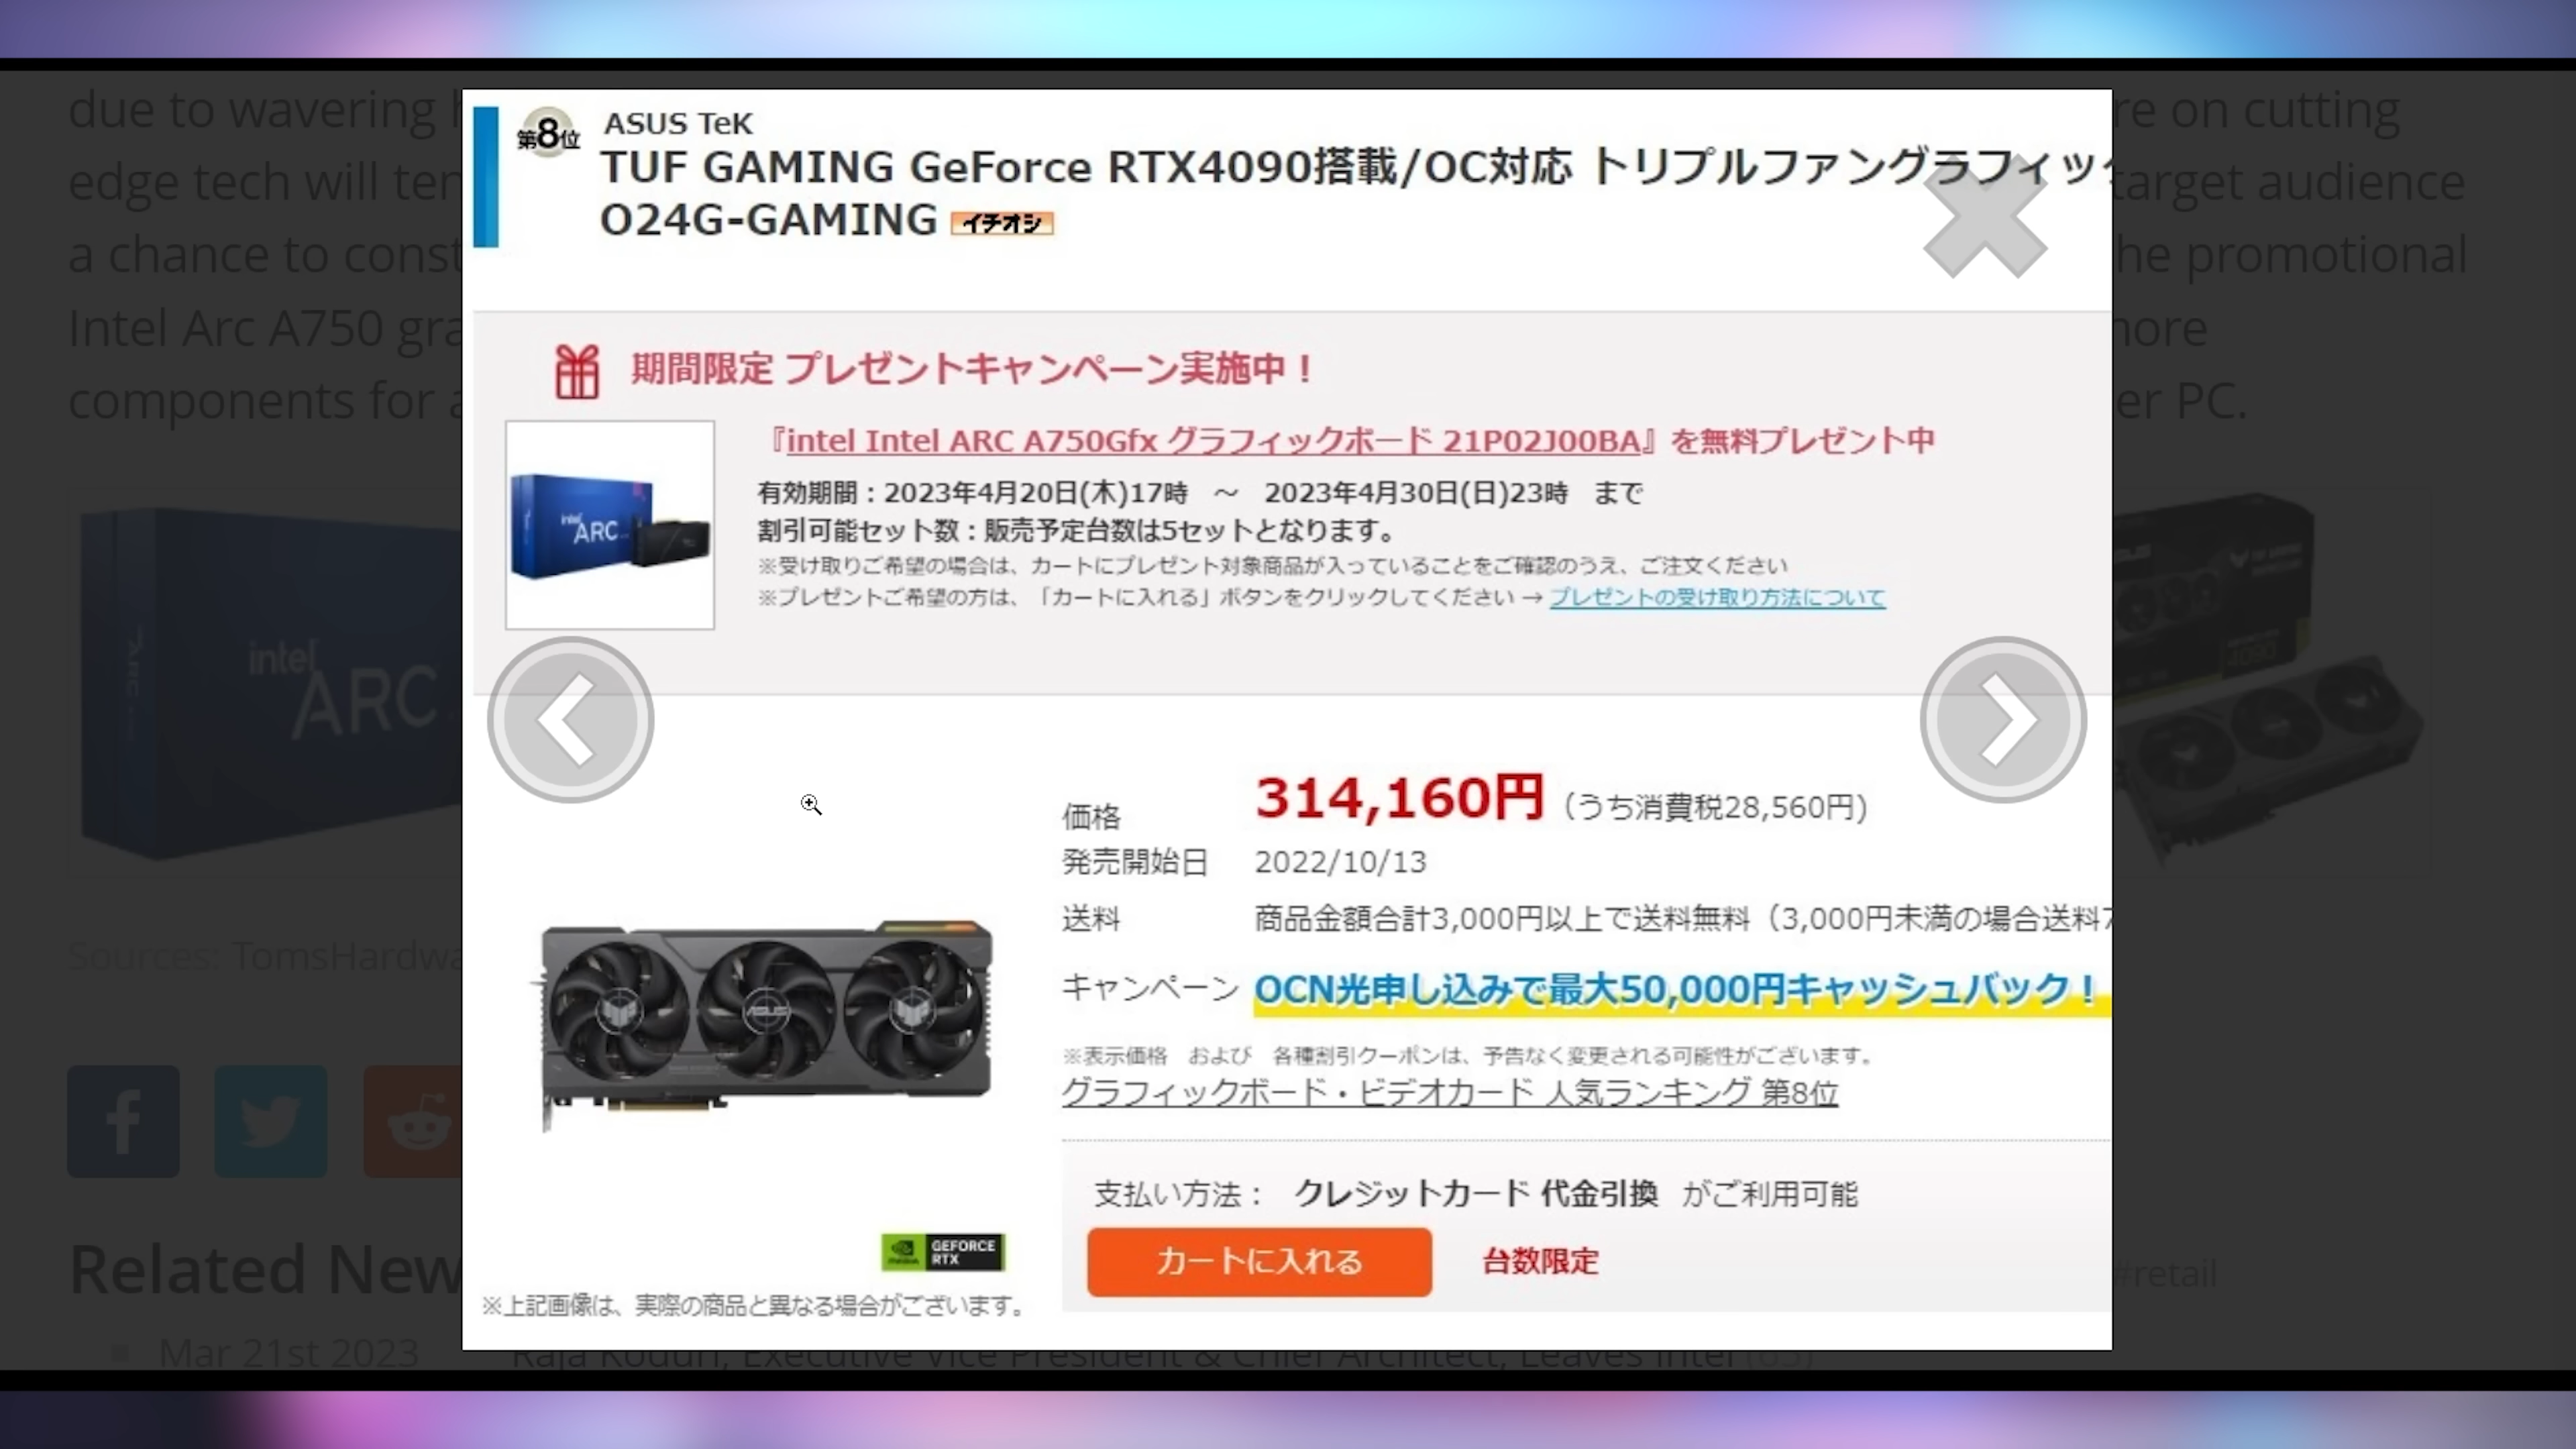 due to wavering
re on cutting
edge tech will ten
target audience
a chance to const
he promotional
Intel Arc A750 gra
more
components for a
er PC.
第8位
ASUS TeK
TUF GAMING GeForce RTX4090搭載/OC対応 トリプルファングラフィック
O24G-GAMING イチオシ
期間限定 プレゼントキャンペーン実施中！
『intel Intel ARC A750Gfx グラフィックボード 21P02J00BA』を無料プレゼント中
有効期間：2023年4月20日(木)17時 ～ 2023年4月30日(日)23時 まで
割引可能セット数：販売予定台数は5セットとなります。
※受け取りご希望の場合は、カートにプレゼント対象商品が入っていることをご確認のうえ、ご注文ください
※プレゼントご希望の方は、「カートに入れる」ボタンをクリックしてください → プレゼントの受け取り方法について
intel ARC
intel ARC
価格 314,160円 （うち消費税28,560円）
発売開始日 2022/10/13
送料 商品金額合計3,000円以上で送料無料（3,000円未満の場合送料
キャンペーン OCN光申し込みで最大50,000円キャッシュバック！
※表示価格 および 各種割引クーポンは、予告なく変更される可能性がございます。
グラフィックボード・ビデオカード 人気ランキング 第8位
支払い方法： クレジットカード 代金引換 がご利用可能
カートに入れる 台数限定
GEFORCE RTX
※上記画像は、実際の商品と異なる場合がございます。
Sources: TomsHardwa
Related New
#retail
Mar 21st 2023 Raja Koduri, Executive Vice President & Chief Architect, Leaves Intel (85)